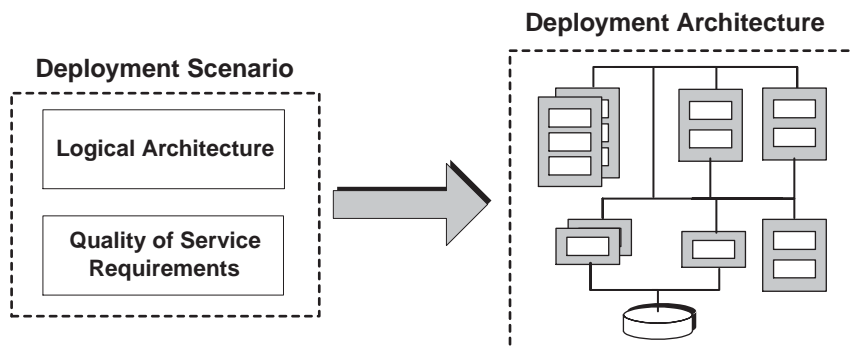 Deployment Architecture
Deployment Scenario
Logical Architecture
Quality of Service
Requirements